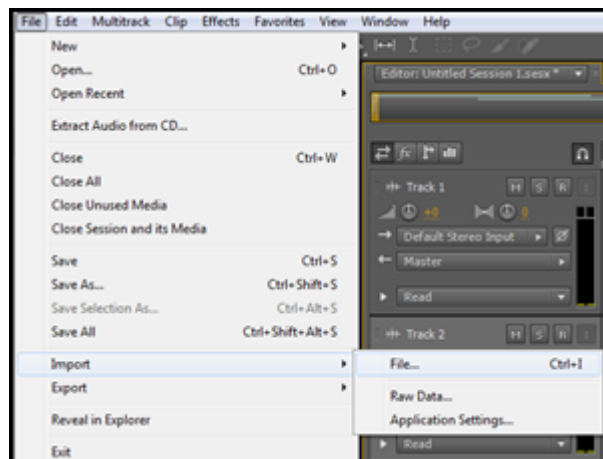 File Edit Multitrack Clip Effects Favorites View Window Help
New
Open... Ctrl+O
Open Recent
Extract Audio from CD...
Close Ctrl+W
Close All
Close Unused Media
Close Session and its Media
Save Ctrl+S
Save As... Ctrl+Shift+S
Save Selection As... Ctrl+Alt+S
Save All Ctrl+Shift+Alt+S
Import
Export
Reveal in Explorer
Exit
File... Ctrl+I
Raw Data...
Application Settings...
Editor: Untitled Session 1.sesx *
fx
Track 1 M S R I
+0 0
Default Stereo Input
Master
Read
Track 2 M S R I
Read